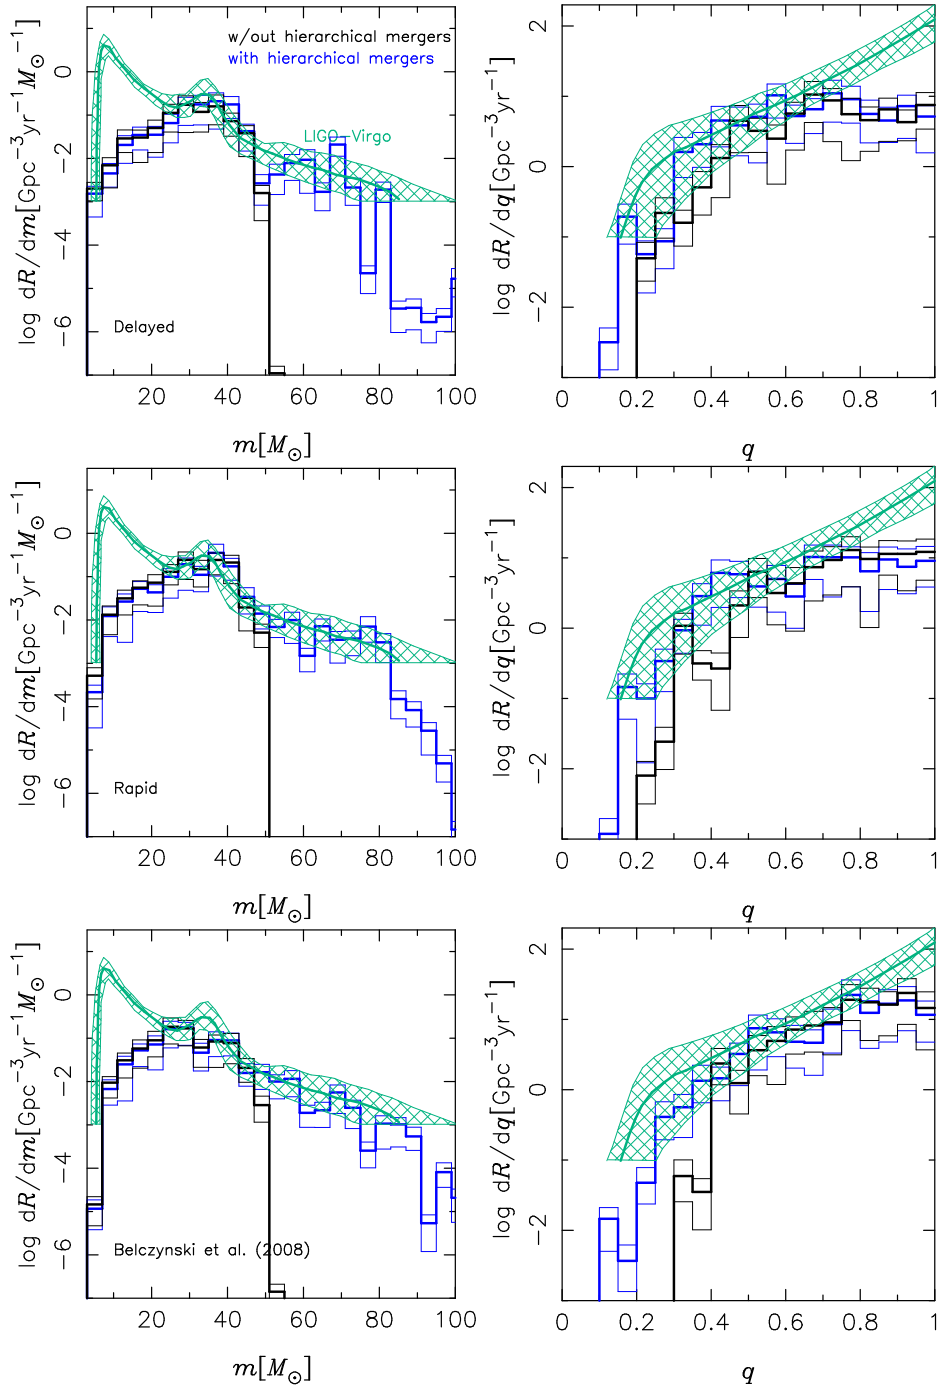 w/out hierarchical mergers
with hierarchical mergers
LIGO-Virgo
log dR/dm[Gpc⁻³yr⁻¹M⊙⁻¹]
0
−2
−4
−6
Delayed
20 40 60 80 100
m[M⊙]
log dR/dq[Gpc⁻³yr⁻¹]
2
0
−2
0 0.2 0.4 0.6 0.8 1
q
log dR/dm[Gpc⁻³yr⁻¹M⊙⁻¹]
0
−2
−4
−6
Rapid
20 40 60 80 100
m[M⊙]
log dR/dq[Gpc⁻³yr⁻¹]
2
0
−2
0 0.2 0.4 0.6 0.8 1
q
log dR/dm[Gpc⁻³yr⁻¹M⊙⁻¹]
0
−2
−4
−6
Belczynski et al. (2008)
20 40 60 80 100
m[M⊙]
log dR/dq[Gpc⁻³yr⁻¹]
2
0
−2
0 0.2 0.4 0.6 0.8 1
q